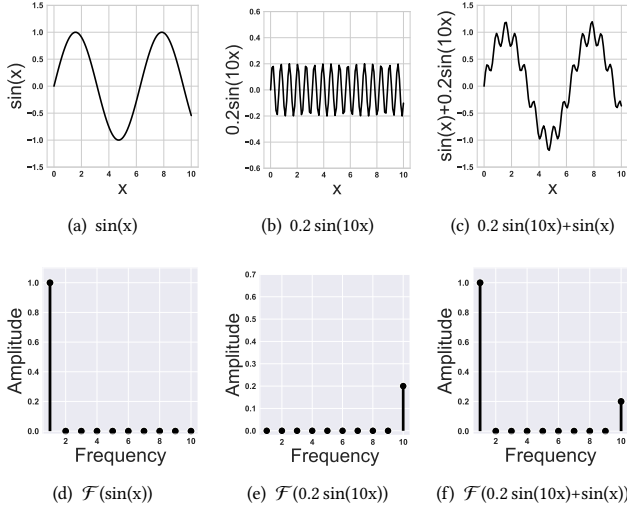 1.5
1.0
0.5
0.0
−0.5
−1.0
−1.5
0 2 4 6 8 10
sin(x)
x
(a) sin(x)
0.6
0.4
0.2
0.0
−0.2
−0.4
−0.6
0 2 4 6 8 10
0.2sin(10x)
x
(b) 0.2 sin(10x)
1.5
1.0
0.5
0.0
−0.5
−1.0
−1.5
0 2 4 6 8 10
sin(x)+0.2sin(10x)
x
(c) 0.2 sin(10x)+sin(x)
1.0
0.8
0.6
0.4
0.2
0.0
2 4 6 8 10
Amplitude
Frequency
(d) ℱ(sin(x))
0.7
0.6
0.5
0.4
0.3
0.2
0.1
0.0
2 4 6 8 10
Amplitude
Frequency
(e) ℱ(0.2 sin(10x))
1.0
0.8
0.6
0.4
0.2
0.0
2 4 6 8 10
Amplitude
Frequency
(f) ℱ(0.2 sin(10x)+sin(x))